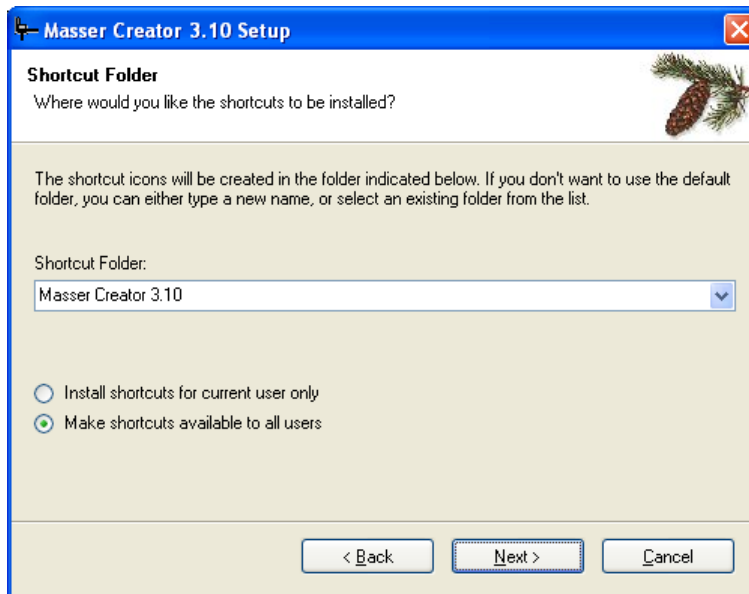 Masser Creator 3.10 Setup
Shortcut Folder
Where would you like the shortcuts to be installed?
The shortcut icons will be created in the folder indicated below. If you don't want to use the default
folder, you can either type a new name, or select an existing folder from the list.
Shortcut Folder:
Masser Creator 3.10
Install shortcuts for current user only
Make shortcuts available to all users
< Back
Next >
Cancel